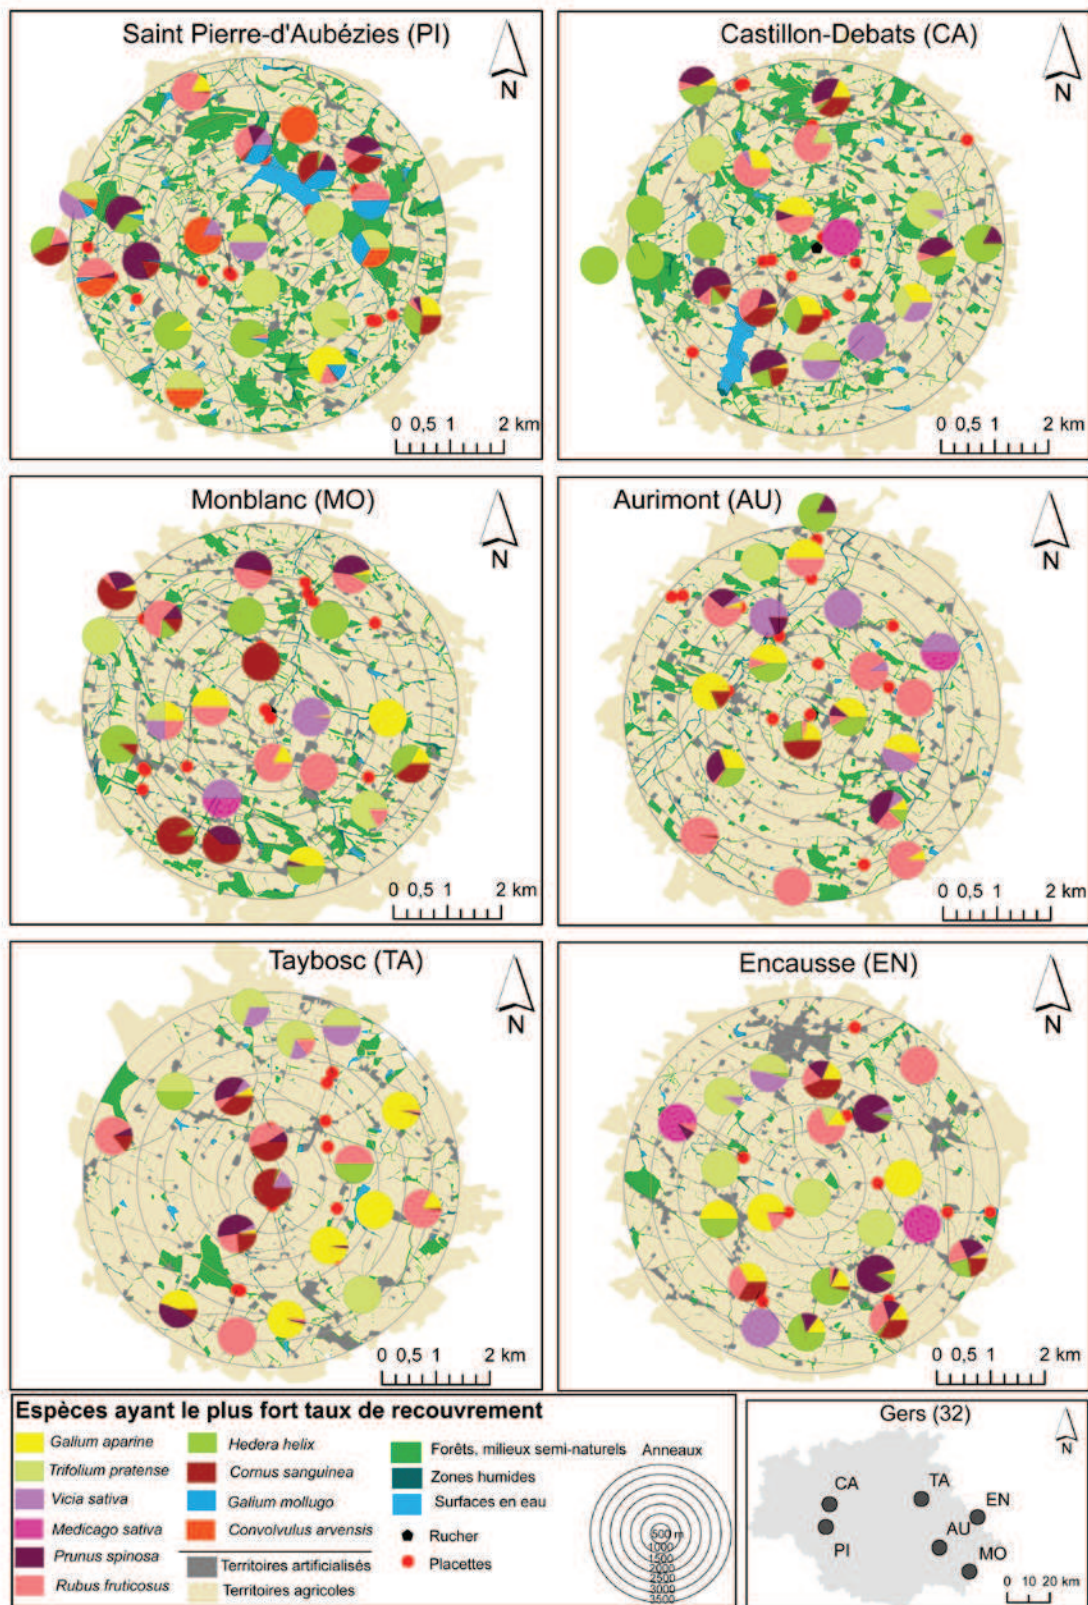 Saint Pierre-d'Aubézies (PI)
N
0 0,5 1 2 km
Castillon-Debats (CA)
N
0 0,5 1 2 km
Monblanc (MO)
N
0 0,5 1 2 km
Aurimont (AU)
N
0 0,5 1 2 km
Taybosc (TA)
N
0 0,5 1 2 km
Encausse (EN)
N
0 0,5 1 2 km
Espèces ayant le plus fort taux de recouvrement
Galium aparine
Trifolium pratense
Vicia sativa
Medicago sativa
Prunus spinosa
Rubus fruticosus
Hedera helix
Cornus sanguinea
Galium mollugo
Convolvulus arvensis
Territoires artificialisés
Territoires agricoles
Forêts, milieux semi-naturels
Zones humides
Surfaces en eau
Rucher
Placettes
Anneaux
500 m
1000
1500
2000
2500
3000
3500
Gers (32)
N
CA
TA
EN
PI
AU
MO
0 10 20 km